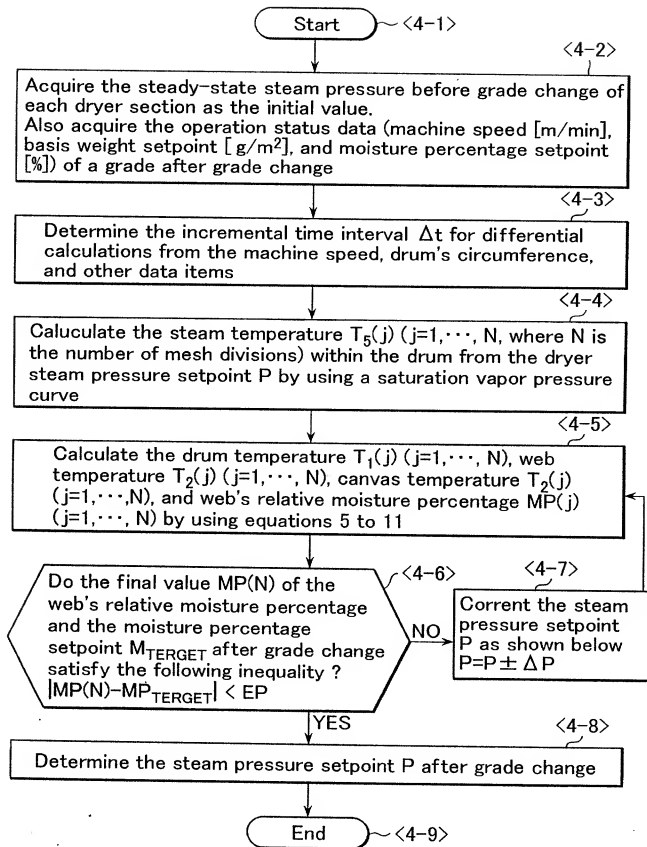 Start
<4-1>
<4-2>
Acquire the steady-state steam pressure before grade change of
each dryer section as the initial value.
Also acquire the operation status data (machine speed [m/min],
basis weight setpoint [ g/m²], and moisture percentage setpoint
[%]) of a grade after grade change
<4-3>
Determine the incremental time interval Δt for differential
calculations from the machine speed, drum's circumference,
and other data items
<4-4>
Caluculate the steam temperature T₅(j) (j=1,···, N, where N is
the number of mesh divisions) within the drum from the dryer
steam pressure setpoint P by using a saturation vapor pressure
curve
<4-5>
Calculate the drum temperature T₁(j) (j=1,···, N), web
temperature T₂(j) (j=1,···, N), canvas temperature T₂(j)
(j=1,···,N), and web's relative moisture percentage MP(j)
(j=1,···, N) by using equations 5 to 11
<4-6>
Do the final value MP(N) of the
web's relative moisture percentage
and the moisture percentage
setpoint M_TERGET after grade change
satisfy the following inequality ?
|MP(N)-MP_TERGET| < EP
NO
<4-7>
Corrent the steam
pressure setpoint
P as shown below
P=P ± Δ P
YES
<4-8>
Determine the steam pressure setpoint P after grade change
End
<4-9>